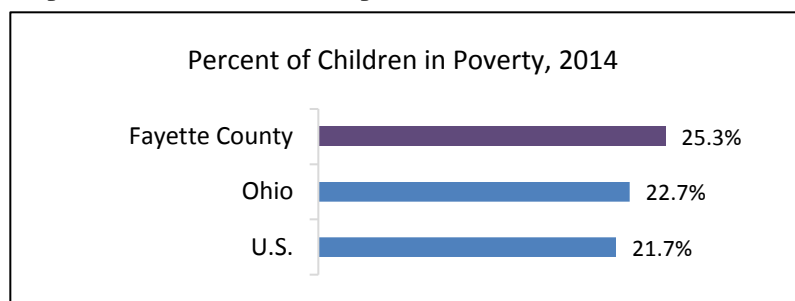 Percent of Children in Poverty, 2014
Fayette County 25.3%
Ohio 22.7%
U.S. 21.7%